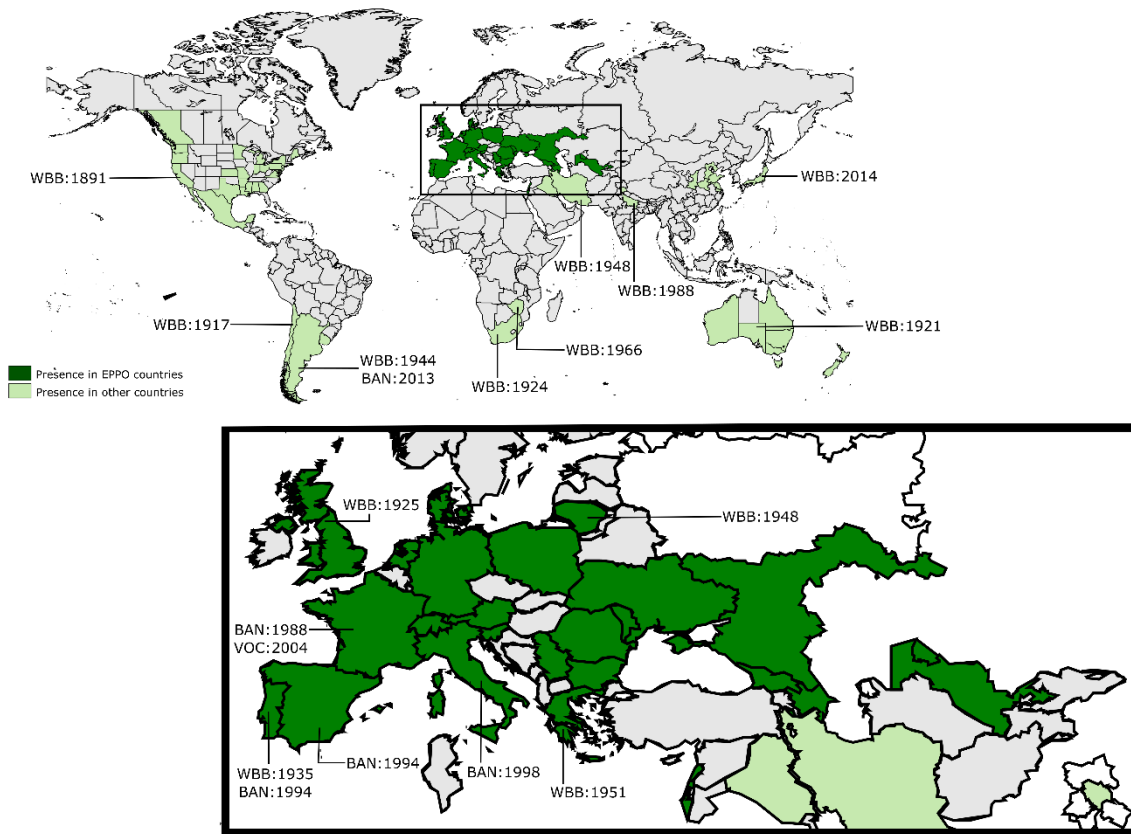 WBB:1891
WBB:2014
WBB:1948
WBB:1988
WBB:1917
WBB:1921
WBB:1966
WBB:1944
BAN:2013
WBB:1924
Presence in EPPO countries
Presence in other countries
WBB:1925
WBB:1948
BAN:1988
VOC:2004
WBB:1935
BAN:1994
BAN:1994
BAN:1998
WBB:1951